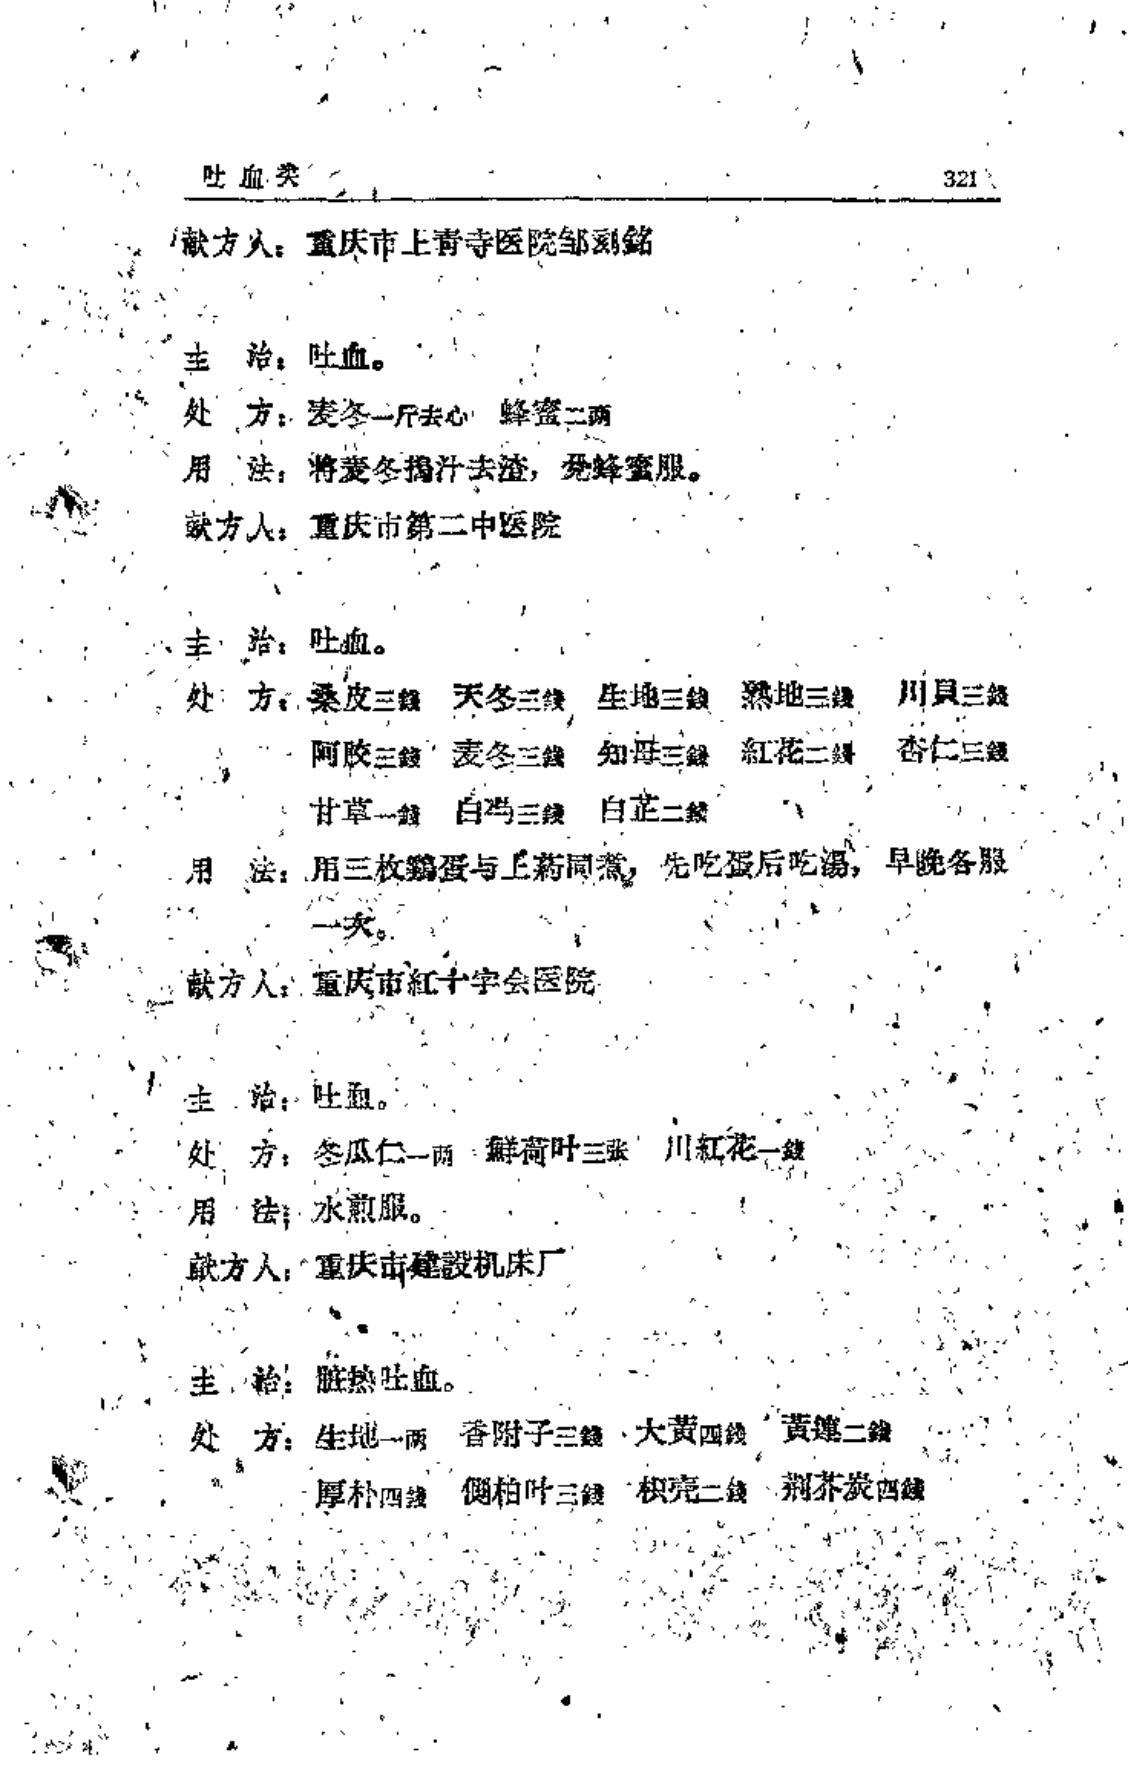 吐血类 321
献方人：重庆市上青寺医院邹尅銘
主　治：吐血。
处　方：麦冬一斤去心　蜂蜜二两
用　法：将麦冬捣汁去渣，兑蜂蜜服。
献方人：重庆市第二中医院
主　治：吐血。
处　方：桑皮三錢　天冬三錢　生地三錢　熟地三錢　川貝三錢
阿胶三錢　麦冬三錢　知母三錢　紅花二錢　杏仁三錢
甘草一錢　白芍三錢　白芷二錢
用　法：用三枚鷄蛋与上葯同煮，先吃蛋后吃湯，早晚各服
一次。
献方人：重庆市紅十字会医院
主　治：吐血。
处　方：冬瓜仁一两　鮮荷叶三张　川紅花一錢
用　法：水煎服。
献方人：重庆市建設机床厂
主　治：脏热吐血。
处　方：生地一两　香附子三錢　大黄四錢　黄連二錢
厚朴四錢　側柏叶三錢　枳壳二錢　荆芥炭四錢